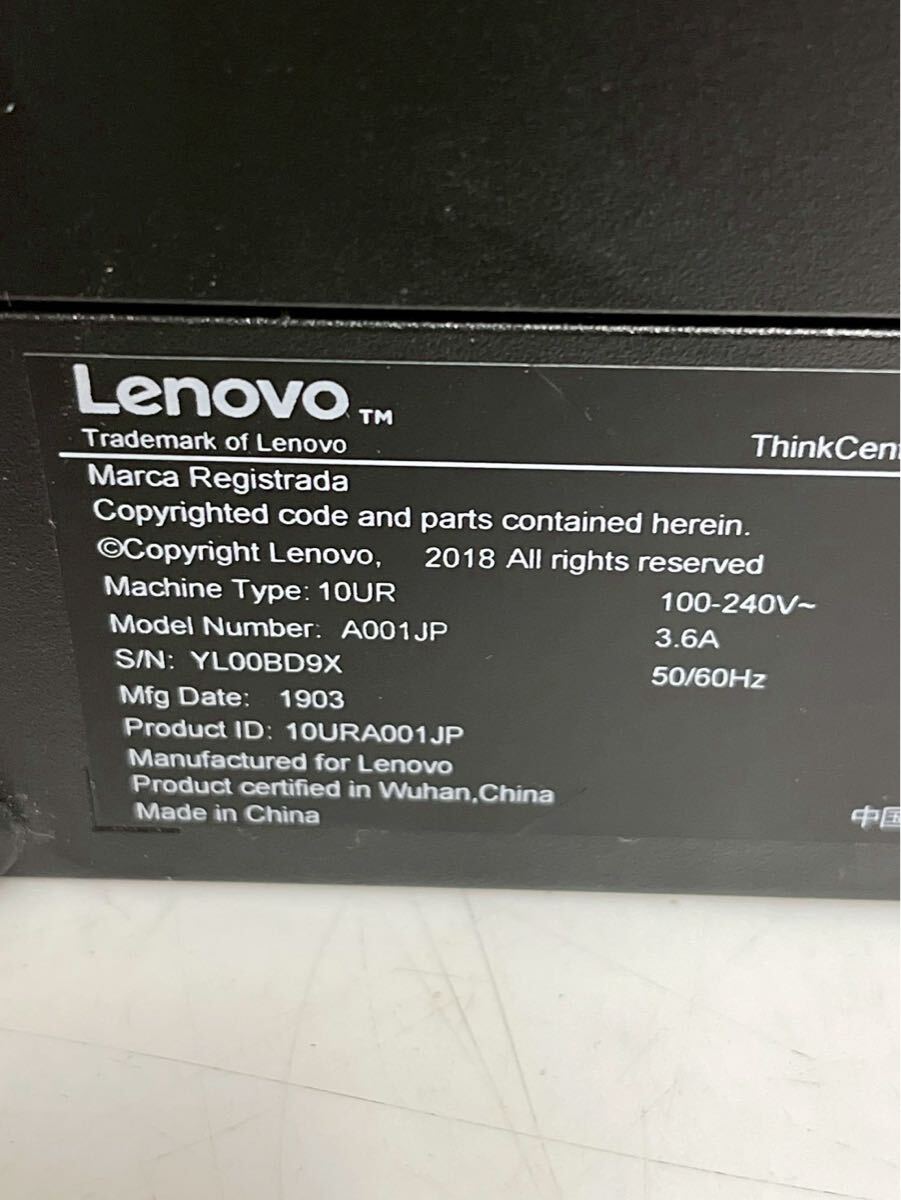 Lenovo TM
Trademark of Lenovo
ThinkCen
Marca Registrada
Copyrighted code and parts contained herein.
©Copyright Lenovo, 2018 All rights reserved
Machine Type: 10UR
100-240V~
Model Number: A001JP
3.6A
S/N: YL00BD9X
50/60Hz
Mfg Date: 1903
Product ID: 10URA001JP
Manufactured for Lenovo
Product certified in Wuhan,China
Made in China
中国